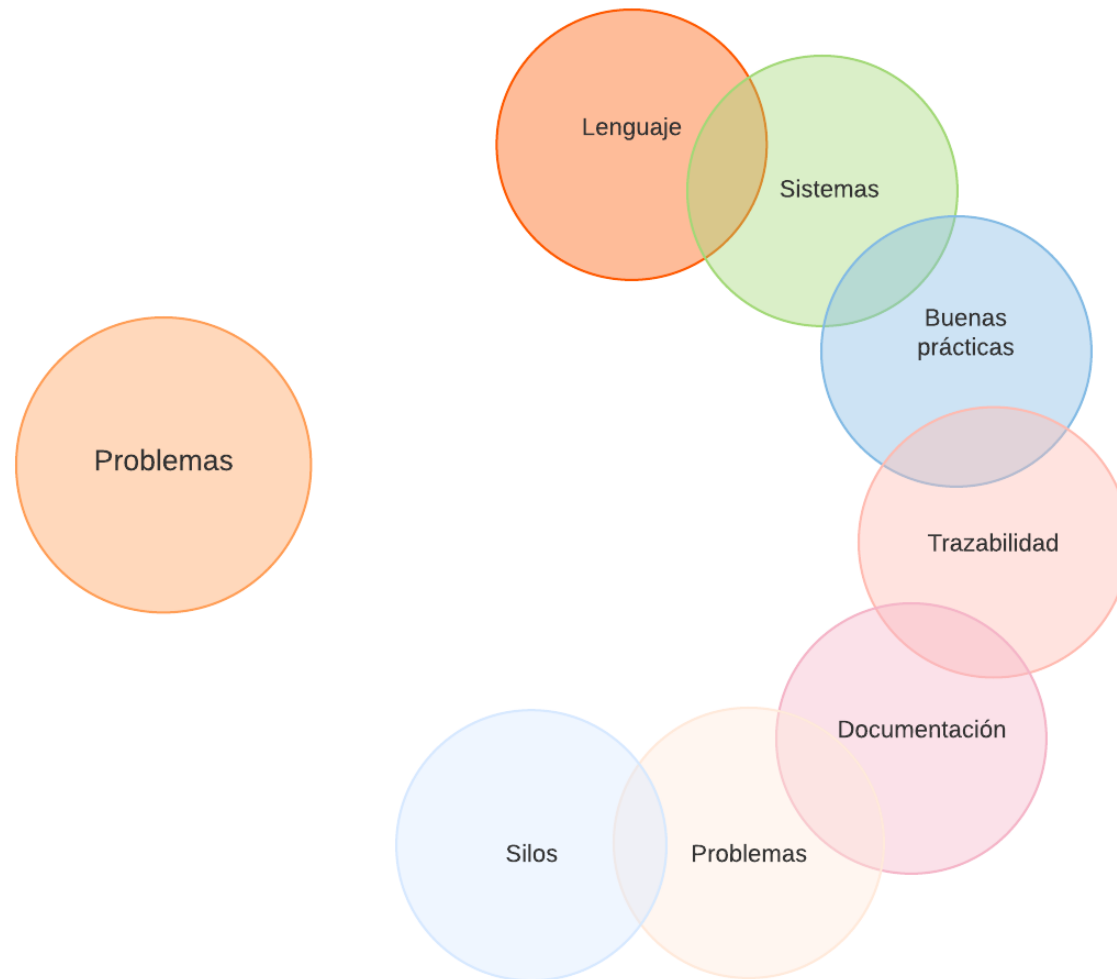 Lenguaje
Sistemas
Buenas
prácticas
Problemas
Trazabilidad
Documentación
Silos
Problemas